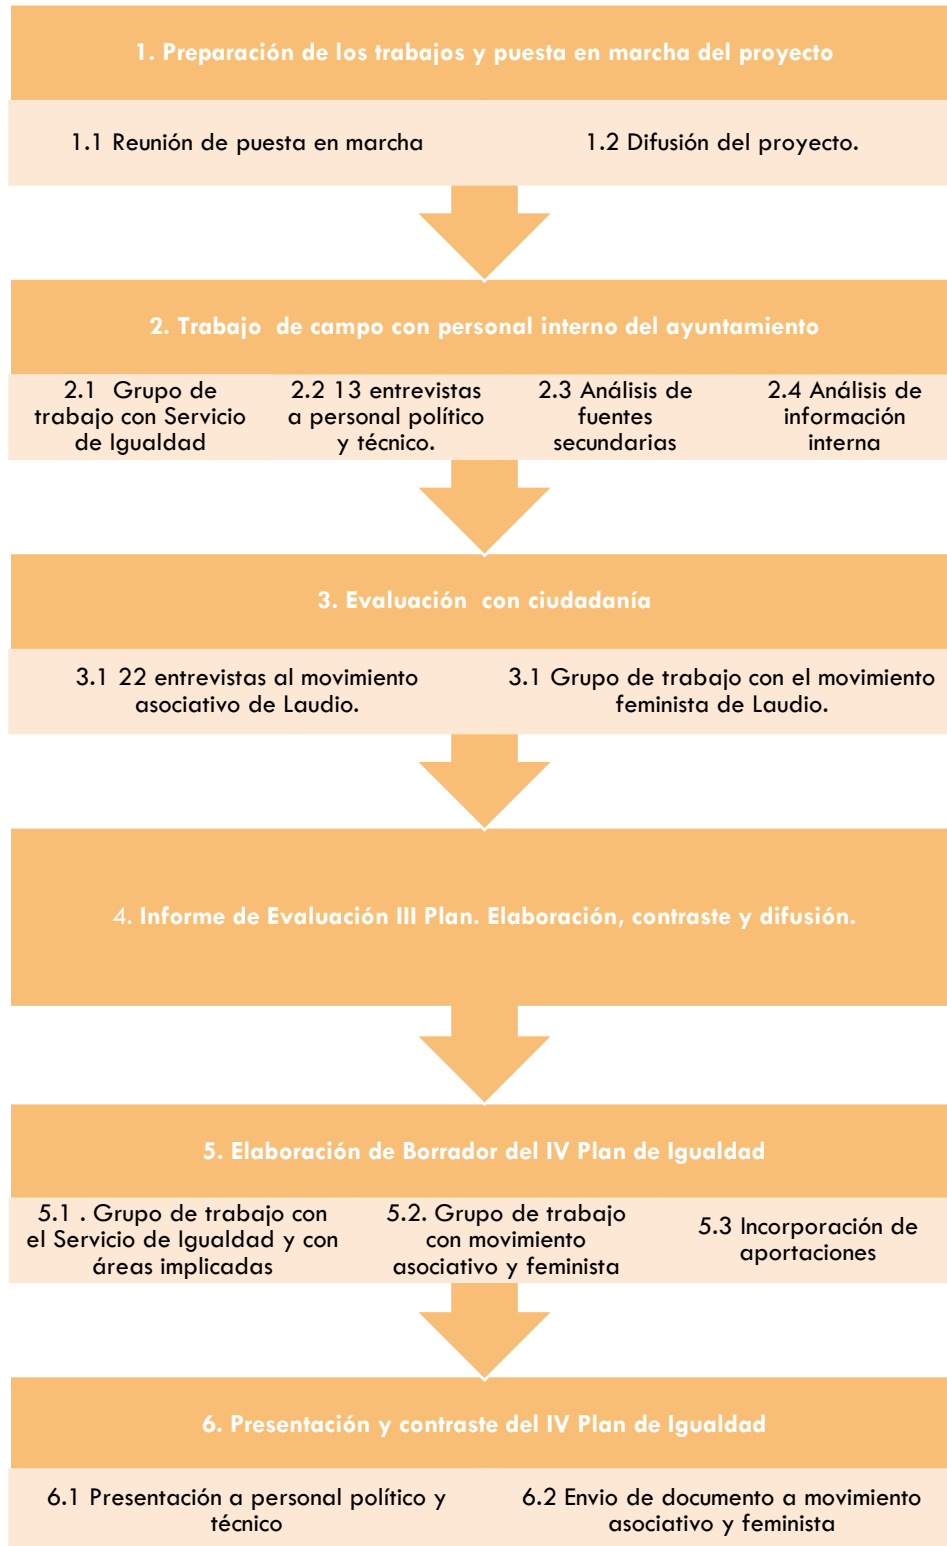 1. Preparación de los trabajos y puesta en marcha del proyecto
1.1 Reunión de puesta en marcha
1.2 Difusión del proyecto.
2. Trabajo de campo con personal interno del ayuntamiento
2.1 Grupo de
trabajo con Servicio
de Igualdad
2.2 13 entrevistas
a personal político
y técnico.
2.3 Análisis de
fuentes
secundarias
2.4 Análisis de
información
interna
3. Evaluación con ciudadanía
3.1 22 entrevistas al movimiento
asociativo de Laudio.
3.1 Grupo de trabajo con el movimiento
feminista de Laudio.
4. Informe de Evaluación III Plan. Elaboración, contraste y difusión.
5. Elaboración de Borrador del IV Plan de Igualdad
5.1 . Grupo de trabajo con
el Servicio de Igualdad y con
áreas implicadas
5.2. Grupo de trabajo
con movimiento
asociativo y feminista
5.3 Incorporación de
aportaciones
6. Presentación y contraste del IV Plan de Igualdad
6.1 Presentación a personal político y
técnico
6.2 Envio de documento a movimiento
asociativo y feminista